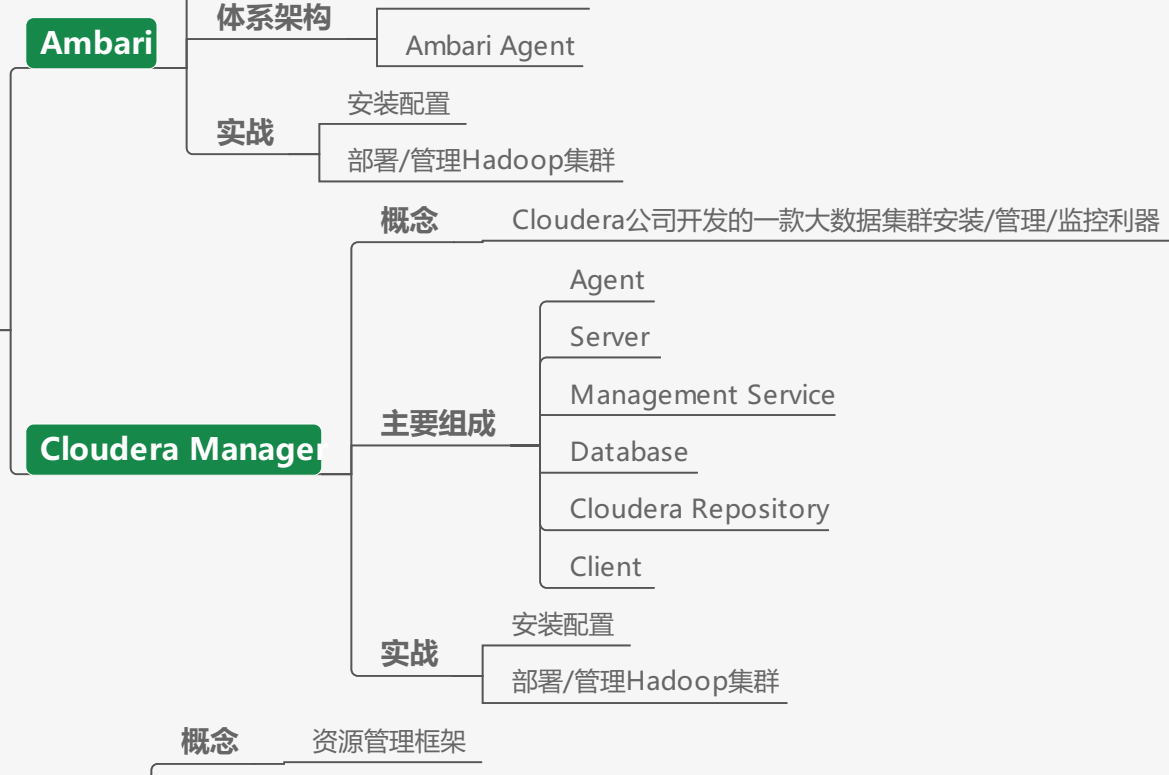 体系架构
Ambari
Ambari Agent
安装配置
实战
部署/管理Hadoop集群
概念
Cloudera公司开发的一款大数据集群安装/管理/监控利器
Agent
Server
Management Service
主要组成
Cloudera Manager
Database
Cloudera Repository
Client
安装配置
实战
部署/管理Hadoop集群
概念
资源管理框架